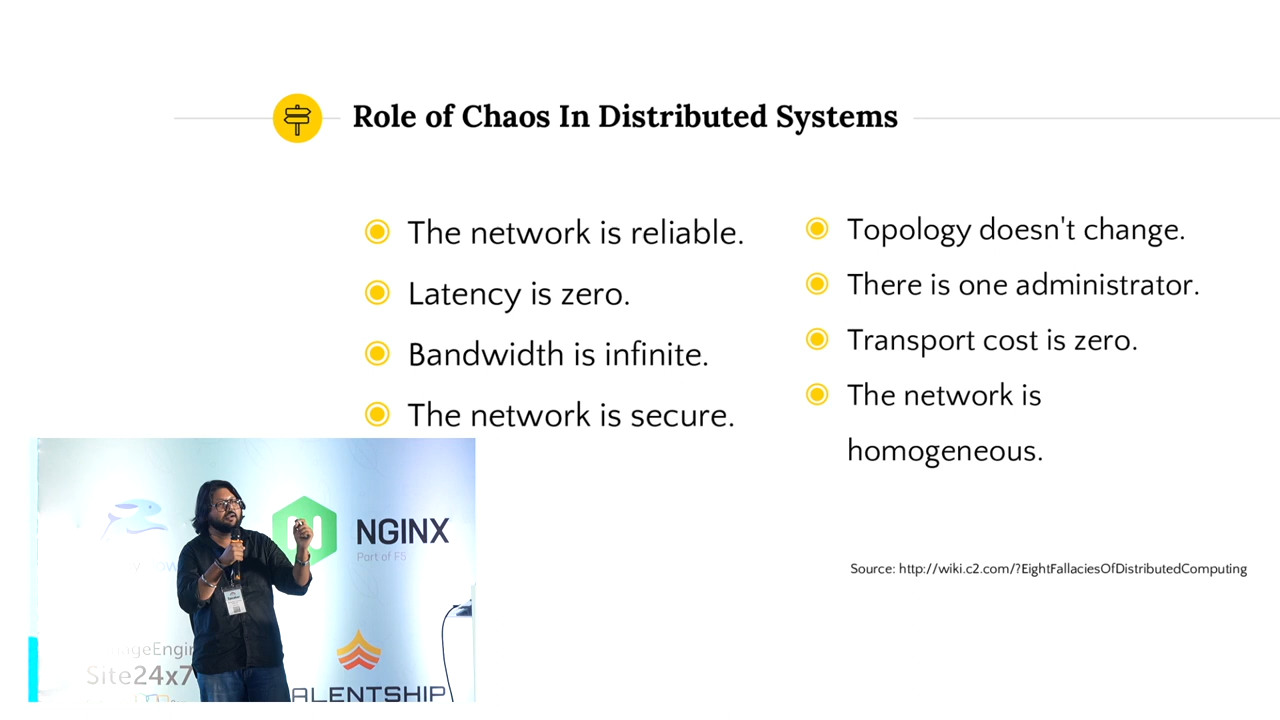 Role of Chaos In Distributed Systems
The network is reliable.
Latency is zero.
Bandwidth is infinite.
The network is secure.
Topology doesn't change.
There is one administrator.
Transport cost is zero.
The network is
homogeneous.
Source: http://wiki.c2.com/?EightFallaciesOfDistributedComputing
NGINX
Part of F5
Site24x7